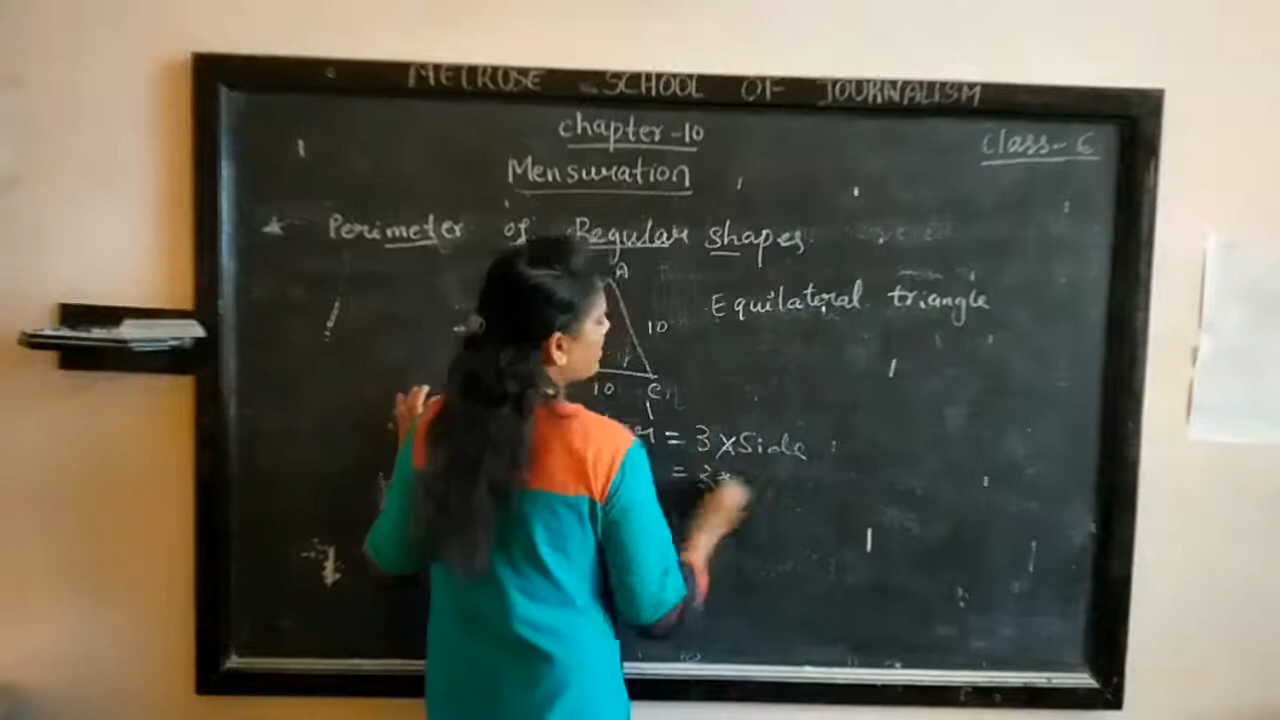 MELROSE SCHOOL OF JOURNALISM
chapter-10
Class-6
Mensuration
* Perimeter of Regular shapes
A
Equilateral triangle
10
10 C
= 3 x Side
= 3 x